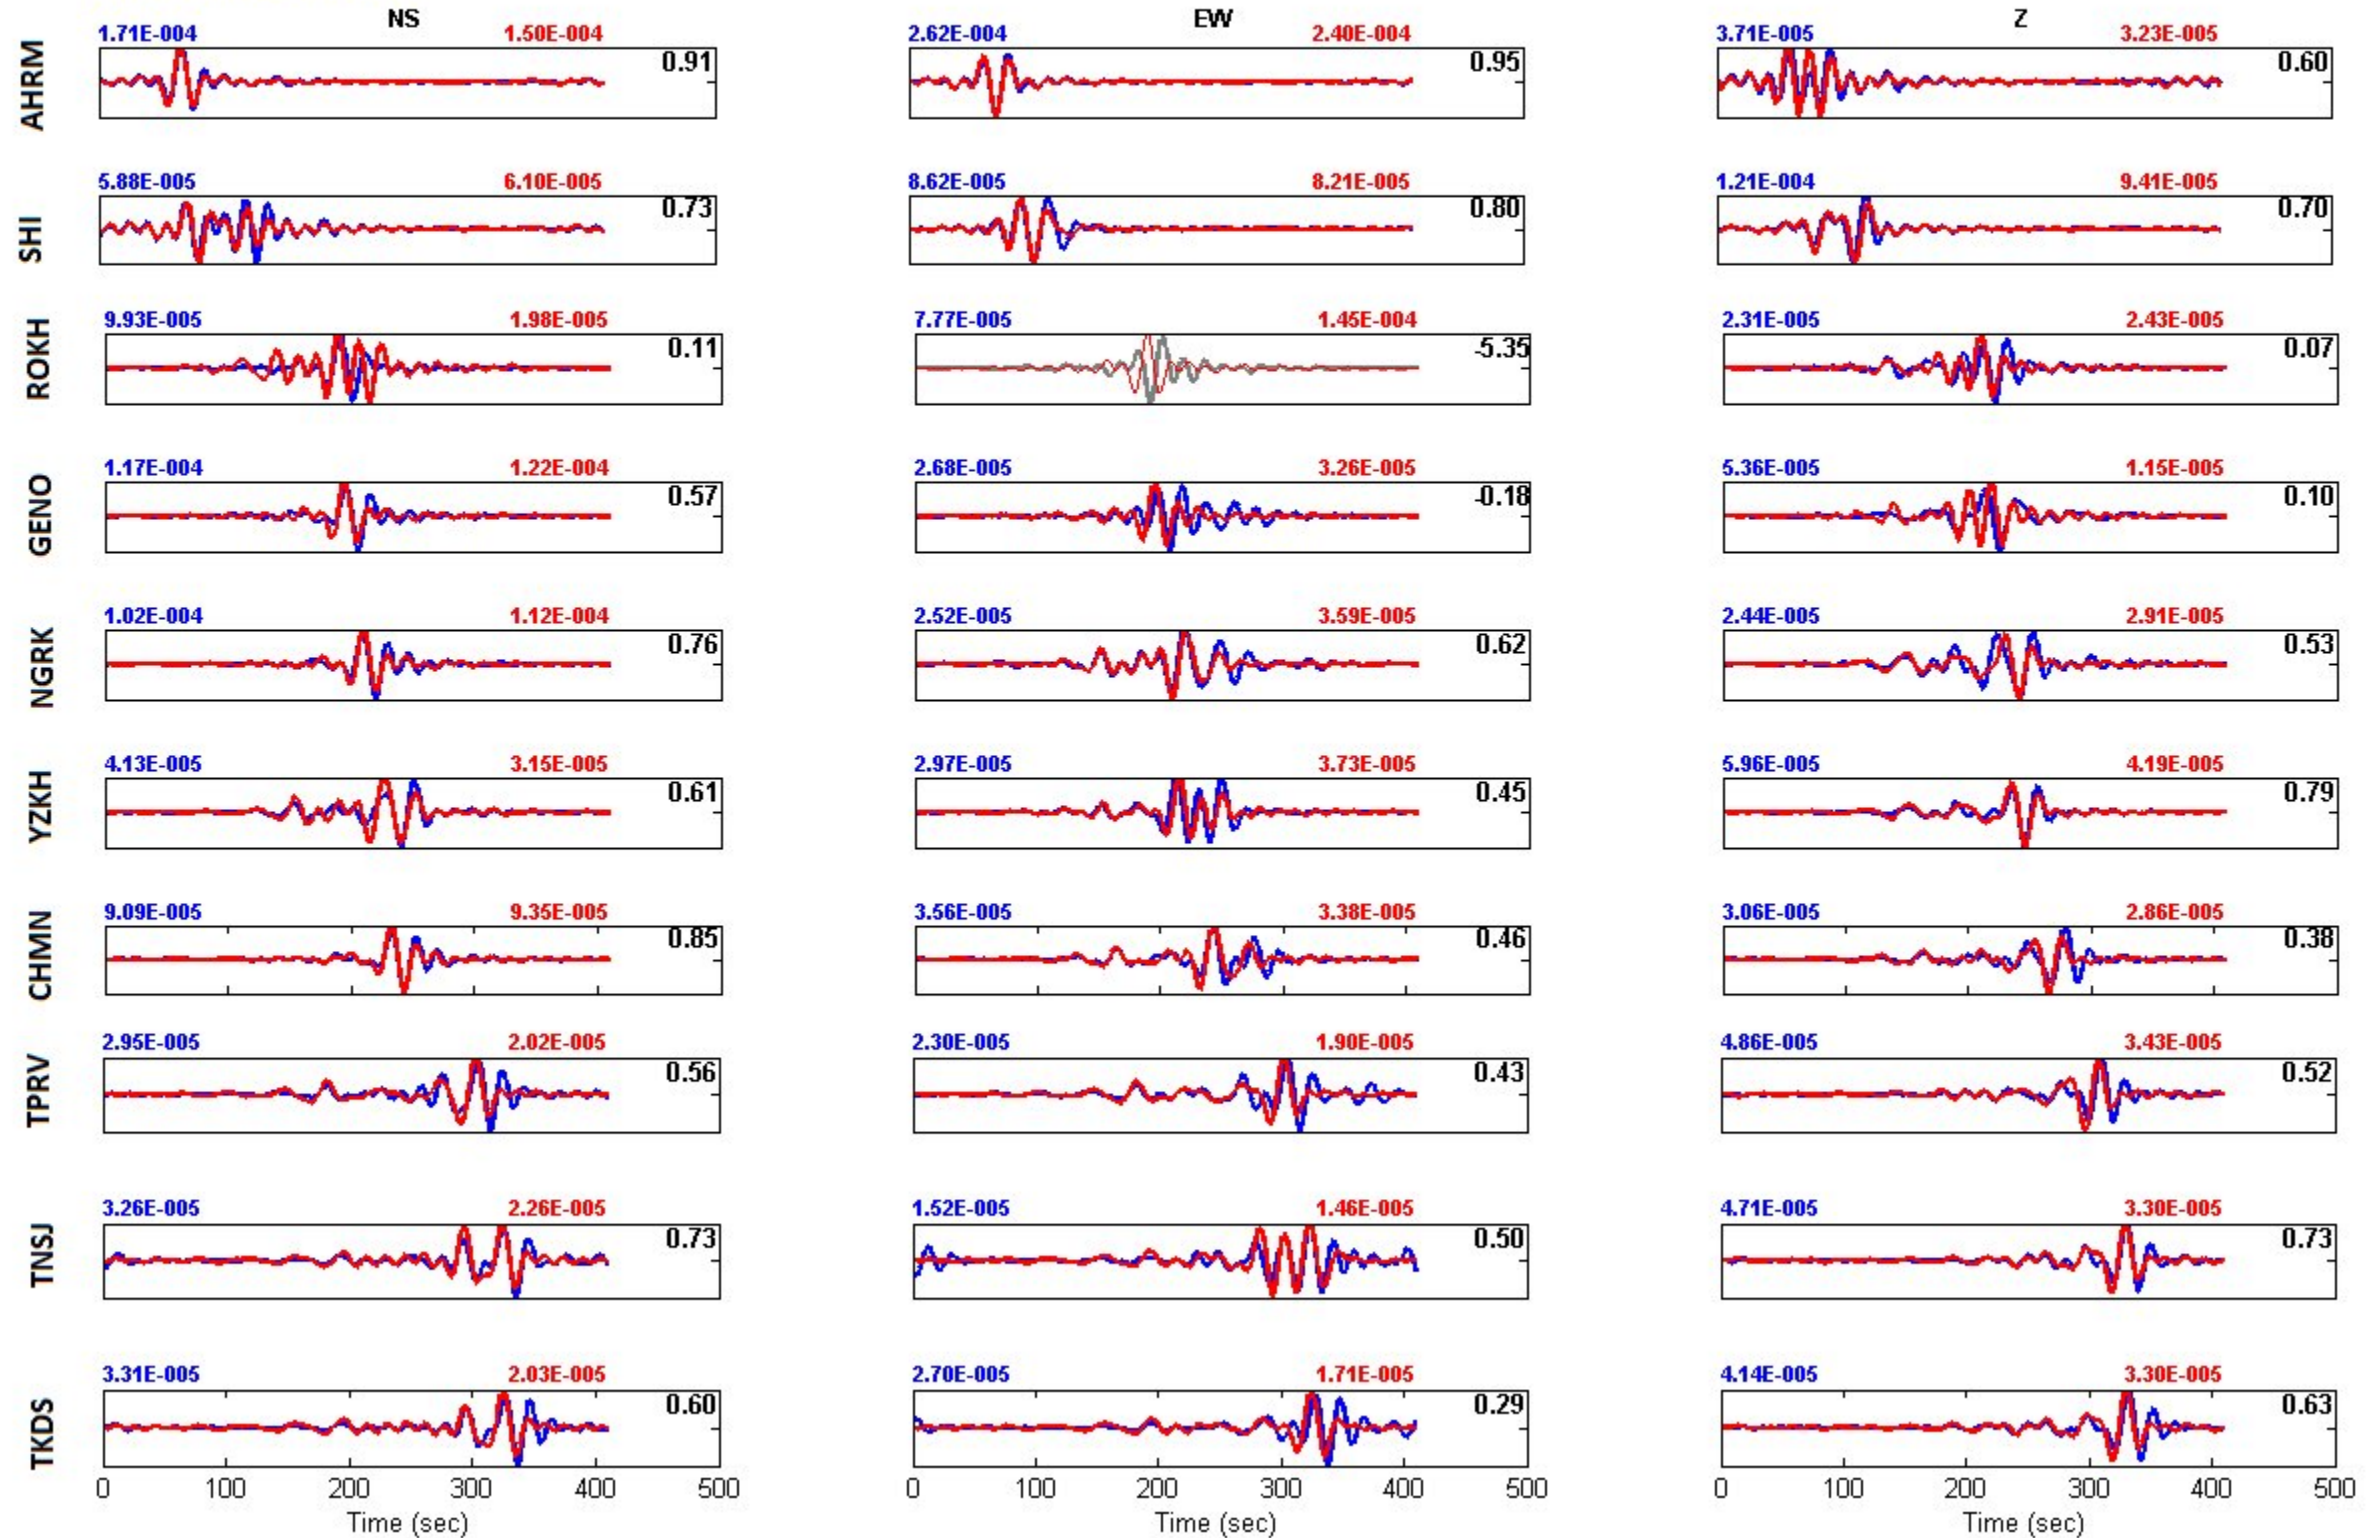 NS EW Z
AHRM
1.71E-004 1.50E-004 2.62E-004 2.40E-004 3.71E-005 3.23E-005
0.91 0.95 0.60
SHI
5.88E-005 6.10E-005 8.62E-005 8.21E-005 1.21E-004 9.41E-005
0.73 0.80 0.70
ROKH
9.93E-005 1.98E-005 7.77E-005 1.45E-004 2.31E-005 2.43E-005
0.11 -5.35 0.07
GENO
1.17E-004 1.22E-004 2.68E-005 3.26E-005 5.36E-005 1.15E-005
0.57 -0.18 0.10
NGRK
1.02E-004 1.12E-004 2.52E-005 3.59E-005 2.44E-005 2.91E-005
0.76 0.62 0.53
YZKH
4.13E-005 3.15E-005 2.97E-005 3.73E-005 5.96E-005 4.19E-005
0.61 0.45 0.79
CHMN
9.09E-005 9.35E-005 3.56E-005 3.38E-005 3.06E-005 2.86E-005
0.85 0.46 0.38
TPRV
2.95E-005 2.02E-005 2.30E-005 1.90E-005 4.86E-005 3.43E-005
0.56 0.43 0.52
TNSJ
3.26E-005 2.26E-005 1.52E-005 1.46E-005 4.71E-005 3.30E-005
0.73 0.50 0.73
TKDS
3.31E-005 2.03E-005 2.70E-005 1.71E-005 4.14E-005 3.30E-005
0.60 0.29 0.63
0 100 200 300 400 500 0 100 200 300 400 500 0 100 200 300 400 500
Time (sec) Time (sec) Time (sec)